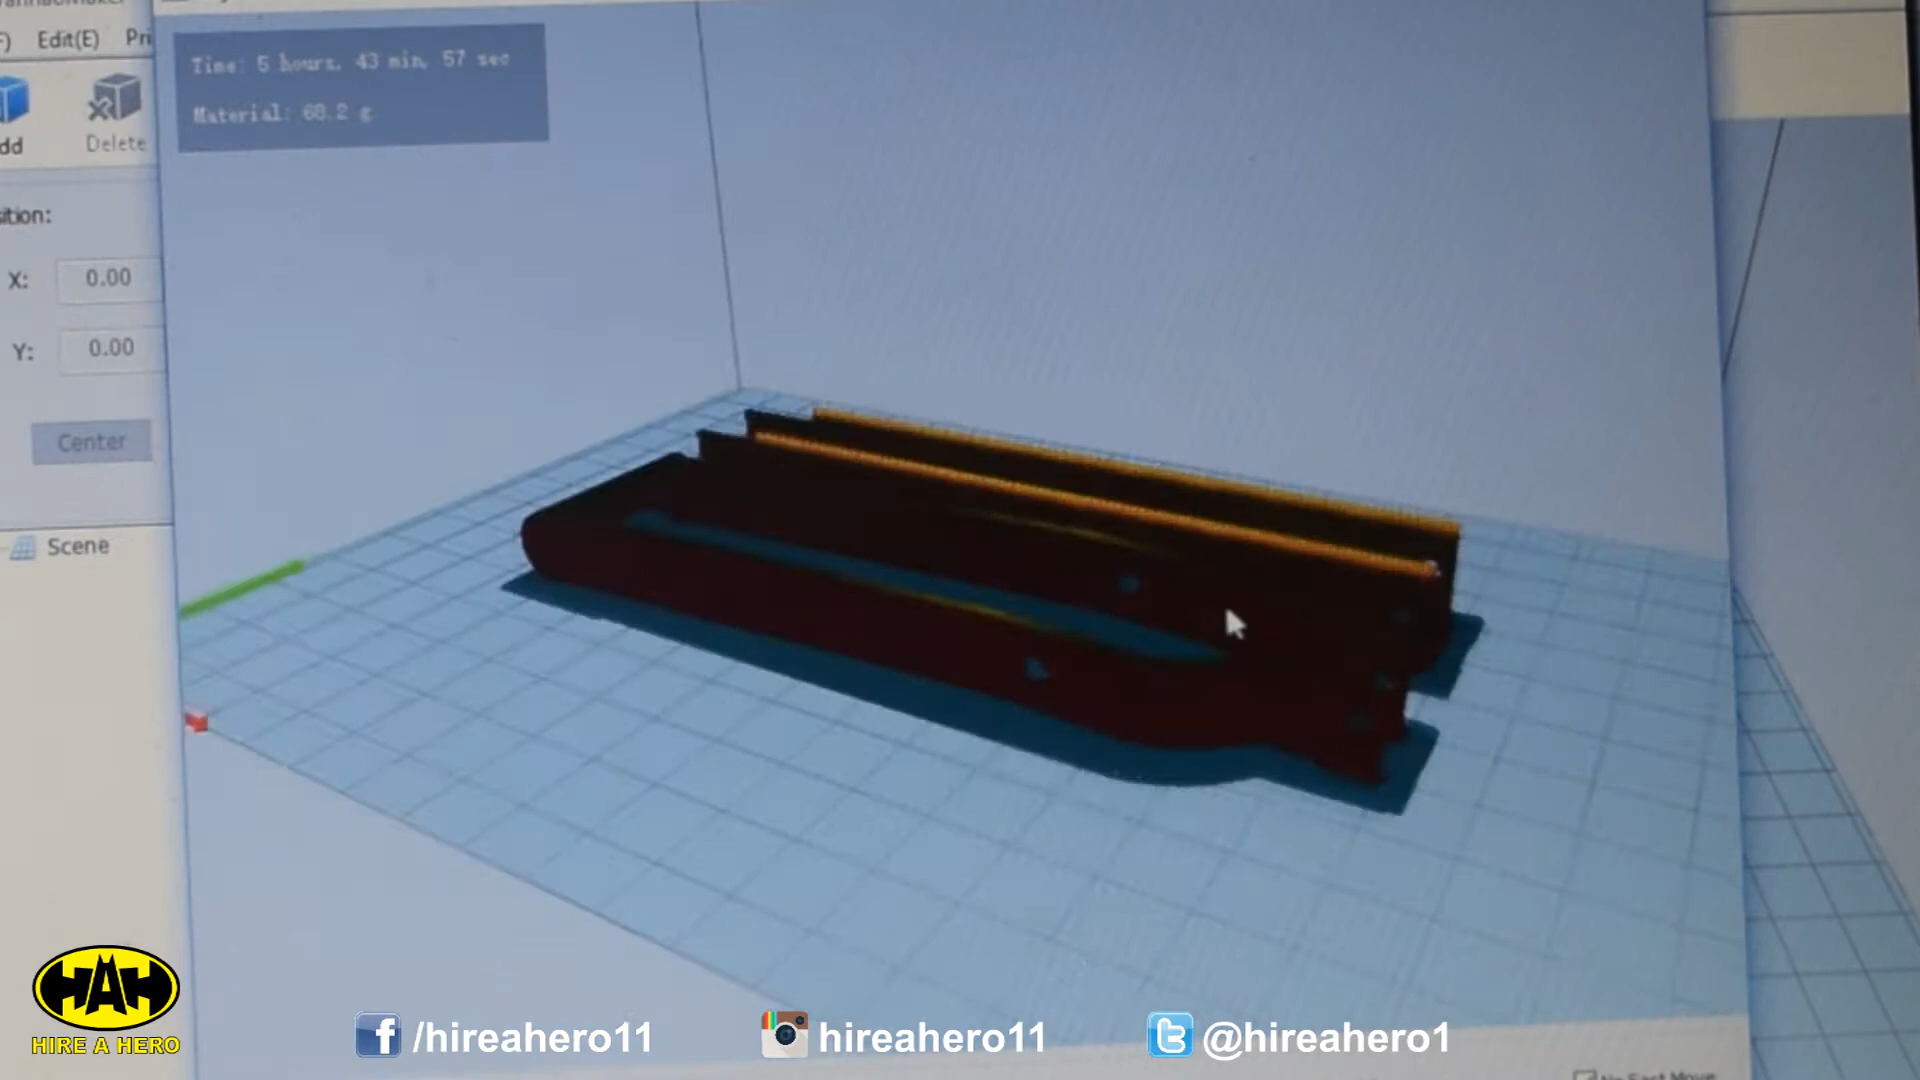 Edit(E)
Time: 5 hours, 43 min, 57 sec
Material: 68.2 g
Delete
X: 0.00
Y: 0.00
Center
Scene
HAH
HIRE A HERO
f /hireahero11
hireahero11
@hireahero1